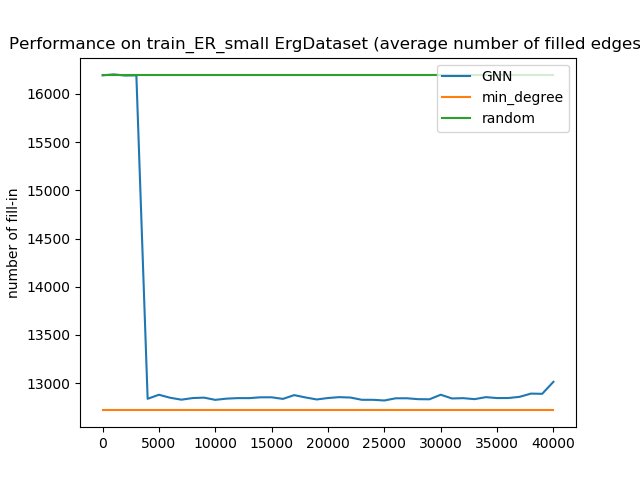 Performance on train_ER_small ErgDataset (average number of filled edges
GNN
min_degree
random
number of fill-in
16000
15500
15000
14500
14000
13500
13000
0 5000 10000 15000 20000 25000 30000 35000 40000